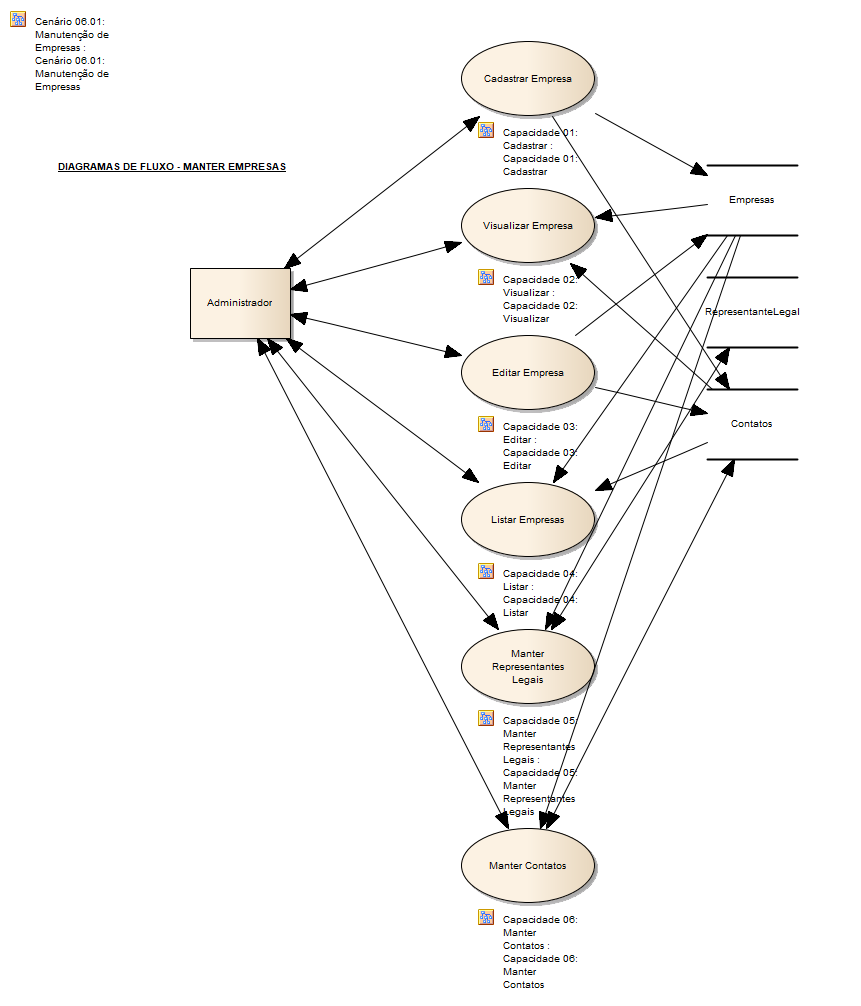 Cenário 06.01:
Manutenção de
Empresas :
Cenário 06.01:
Manutenção de
Empresas
DIAGRAMAS DE FLUXO - MANTER EMPRESAS
Administrador
Cadastrar Empresa
Capacidade 01:
Cadastrar :
Capacidade 01:
Cadastrar
Visualizar Empresa
Capacidade 02:
Visualizar :
Capacidade 02:
Visualizar
Editar Empresa
Capacidade 03:
Editar :
Capacidade 03:
Editar
Listar Empresas
Capacidade 04:
Listar :
Capacidade 04:
Listar
Manter
Representantes
Legais
Capacidade 05:
Manter
Representantes
Legais :
Capacidade 05:
Manter
Representantes
Legais
Manter Contatos
Capacidade 06:
Manter
Contatos :
Capacidade 06:
Manter
Contatos
Empresas
RepresentanteLegal
Contatos